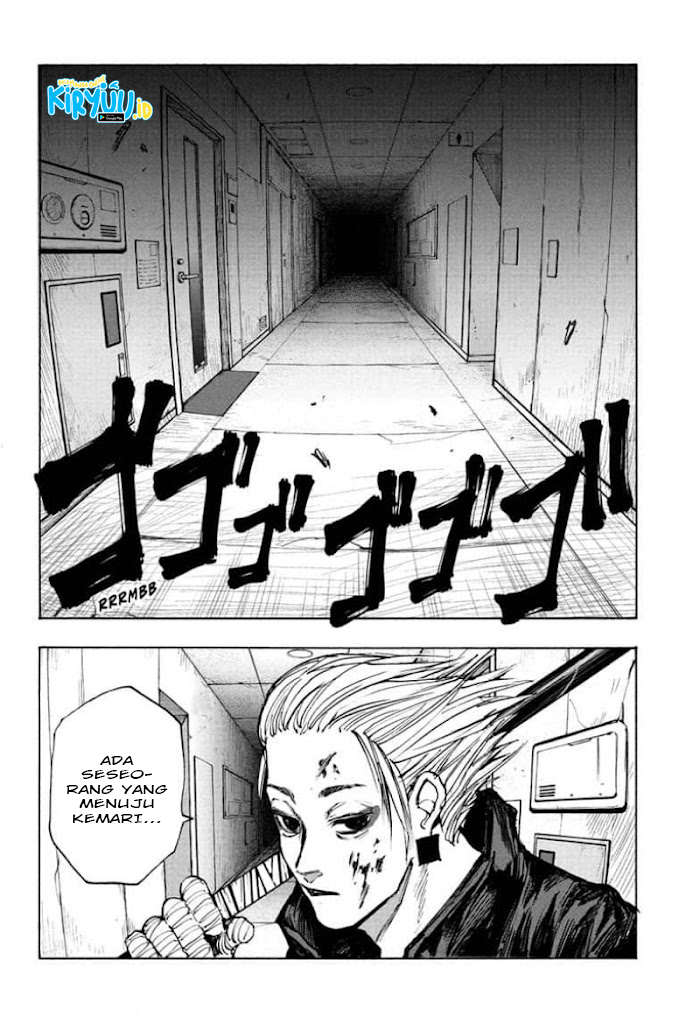 KIRYUU.ID
ゴゴゴゴゴゴ
RRRMBB
ADA
SESEO-
RANG YANG
MENUJU
KEMARI...